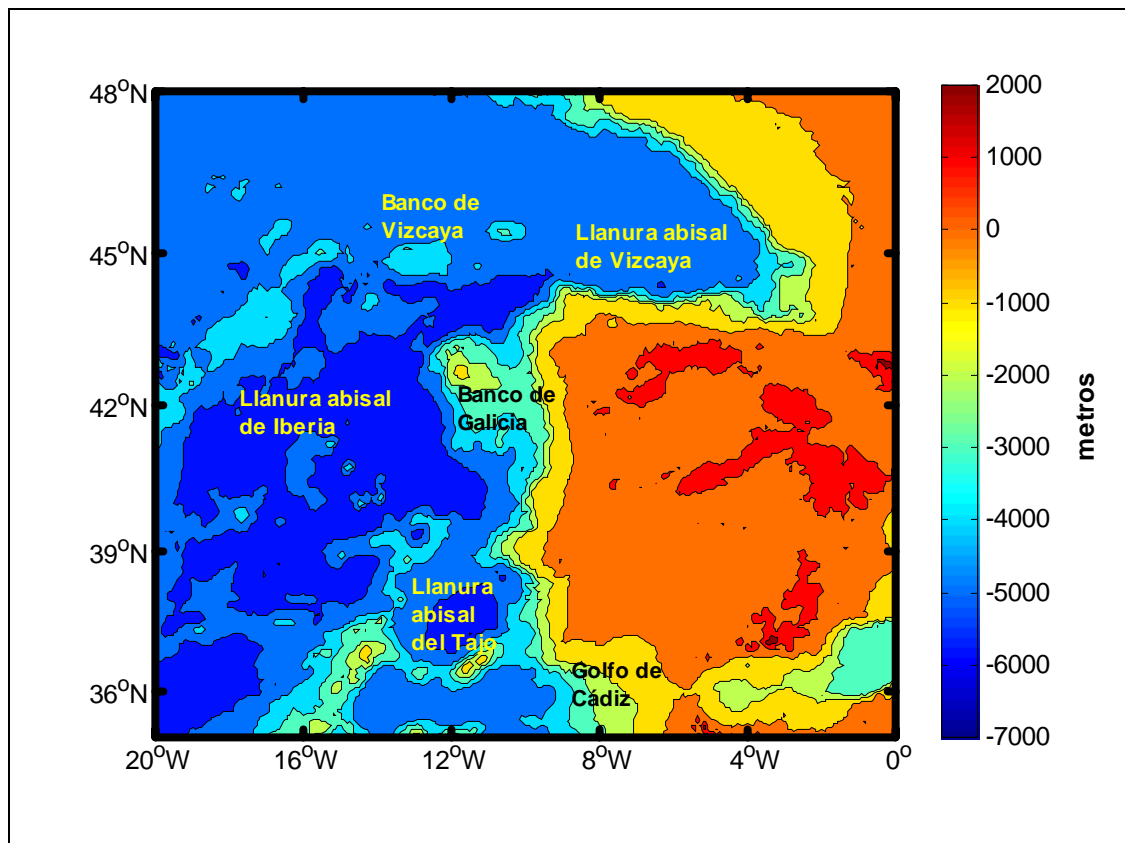 48°N
45°N
42°N
39°N
36°N
20°W
16°W
12°W
8°W
4°W
0°
Banco de
Vizcaya
Llanura abisal
de Vizcaya
Llanura abisal
de Iberia
Banco de
Galicia
Llanura
abisal
del Tajo
Golfo de
Cádiz
2000
1000
0
-1000
-2000
-3000
-4000
-5000
-6000
-7000
metros